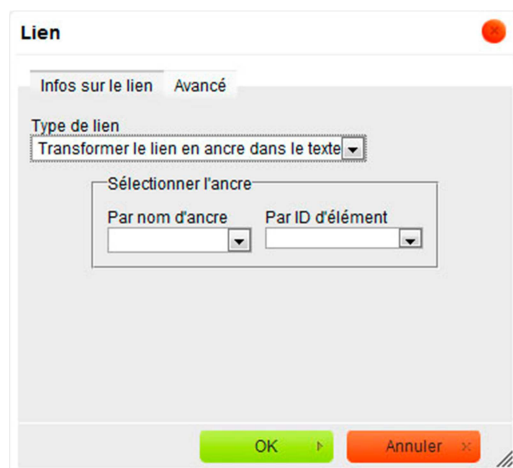 Lien
Infos sur le lien Avancé
Type de lien
Transformer le lien en ancre dans le texte
Sélectionner l'ancre
Par nom d'ancre Par ID d'élément
OK Annuler